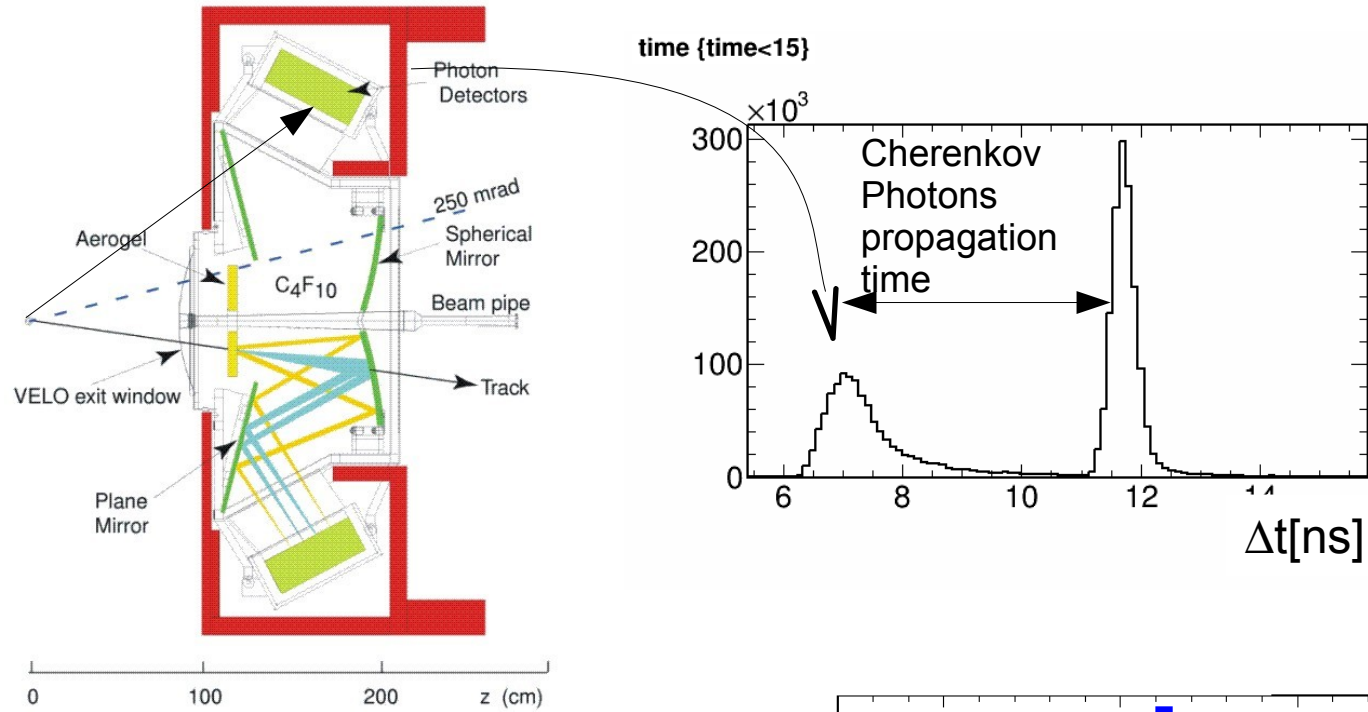 Photon
Detectors
250 mrad
Aerogel
Spherical
Mirror
C4F10
Beam pipe
VELO exit window
Track
Plane
Mirror
0 100 200 z (cm)
time {time<15}
×10³
300
Cherenkov
Photons
propagation
time
200
100
0
6 8 10 12
Δt[ns]